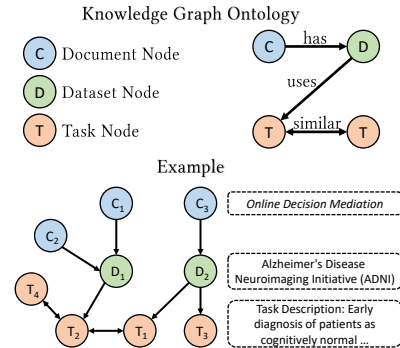 Knowledge Graph Ontology
C Document Node
D Dataset Node
T Task Node
C has D
uses
T similar T
Example
C1
C3
Online Decision Mediation
C2
D1
D2
Alzheimer's Disease
Neuroimaging Initiative (ADNI)
T4
T2
T1
T3
Task Description: Early
diagnosis of patients as
cognitively normal ...